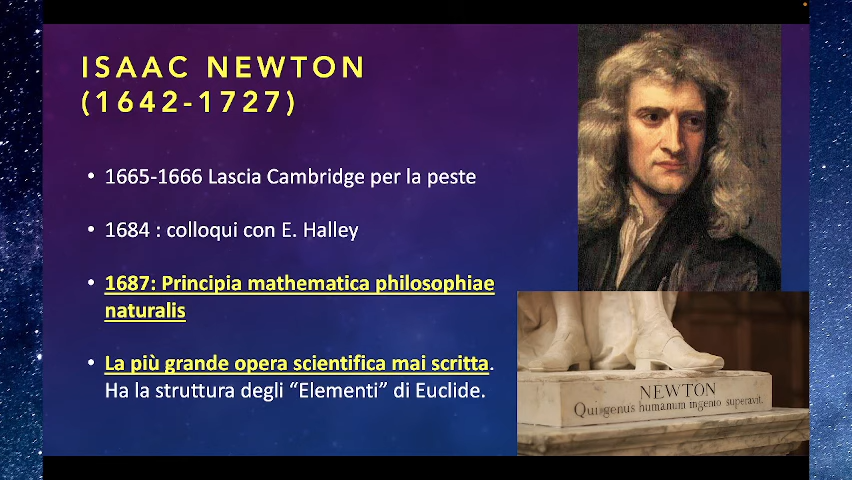 ISAAC NEWTON
(1642-1727)
• 1665-1666 Lascia Cambridge per la peste
• 1684 : colloqui con E. Halley
• 1687: Principia mathematica philosophiae
naturalis
• La più grande opera scientifica mai scritta.
Ha la struttura degli “Elementi” di Euclide.
NEWTON
Qui genus humanum ingenio superavit.